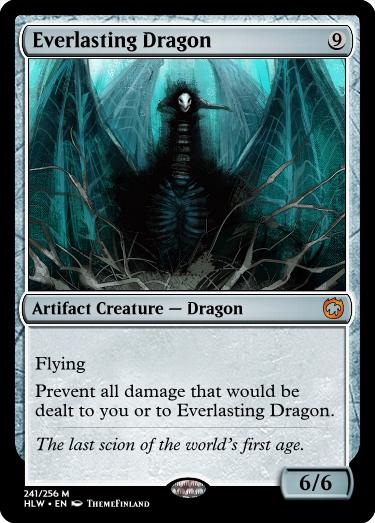 Everlasting Dragon 9
Artifact Creature — Dragon
Flying
Prevent all damage that would be
dealt to you or to Everlasting Dragon.
The last scion of the world's first age.
6/6
241/256 M
HLW • EN ThemeFinland